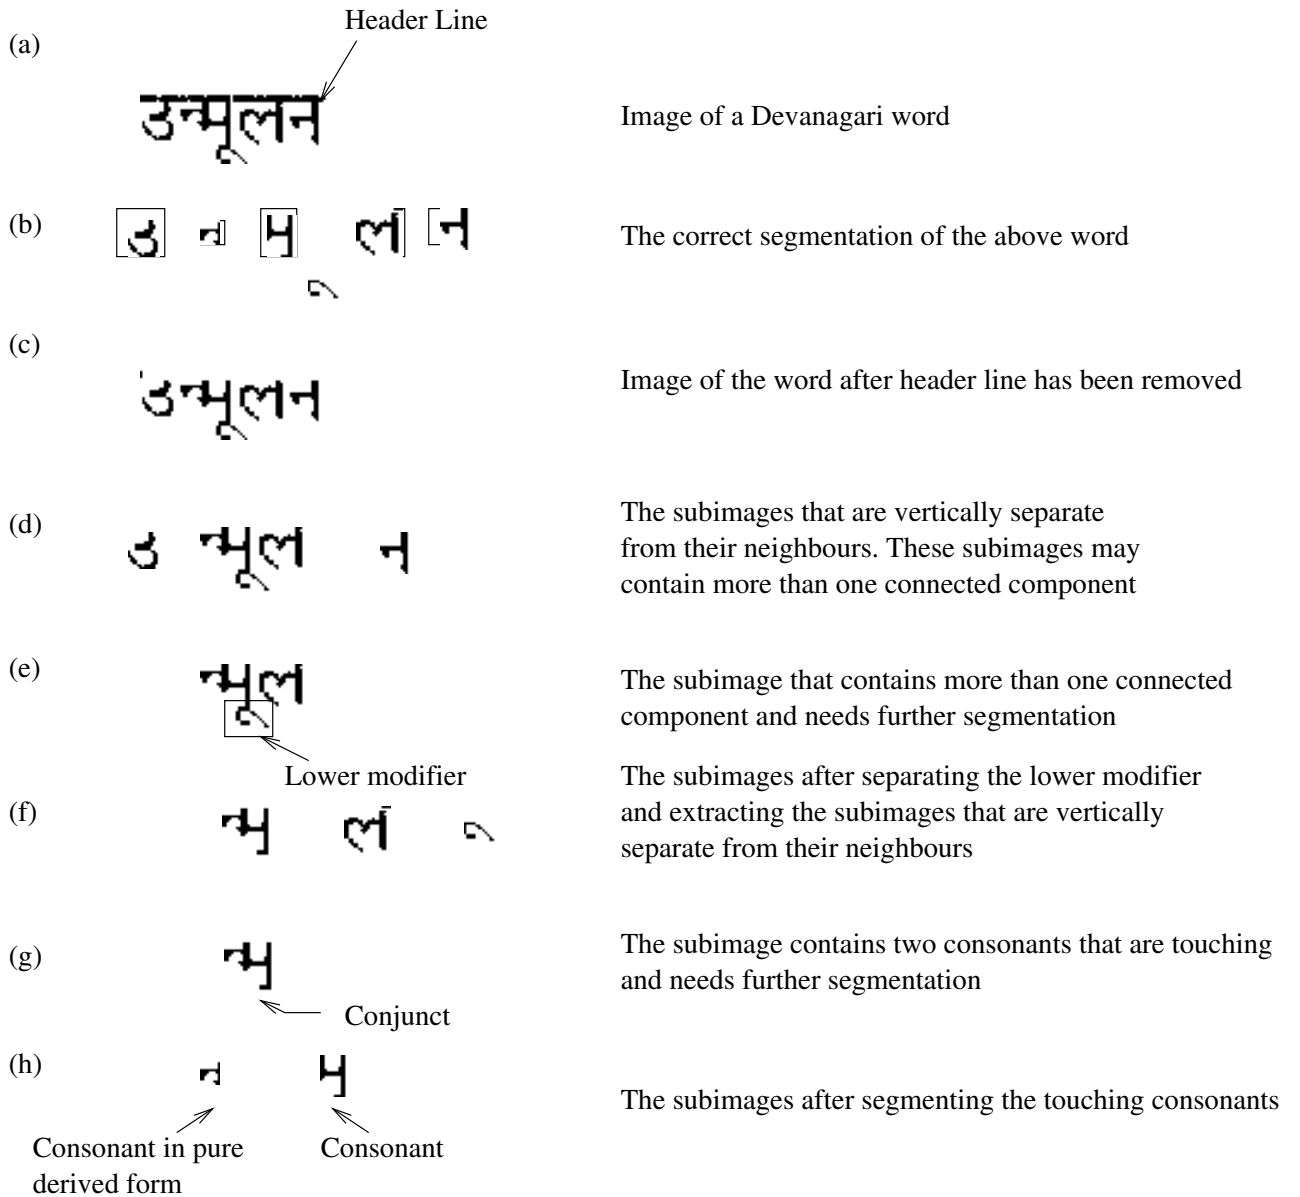 Header Line
(a)
उन्मूलन
Image of a Devanagari word
(b)
उ न् म ल न
ू
The correct segmentation of the above word
(c)
उन्मूलन
Image of the word after header line has been removed
(d)
उ न्मूल न
The subimages that are vertically separate
from their neighbours. These subimages may
contain more than one connected component
(e)
न्मूल
The subimage that contains more than one connected
component and needs further segmentation
Lower modifier
(f)
न्म ल ू
The subimages after separating the lower modifier
and extracting the subimages that are vertically
separate from their neighbours
(g)
न्म
The subimage contains two consonants that are touching
and needs further segmentation
Conjunct
(h)
न् म
The subimages after segmenting the touching consonants
Consonant in pure
derived form
Consonant